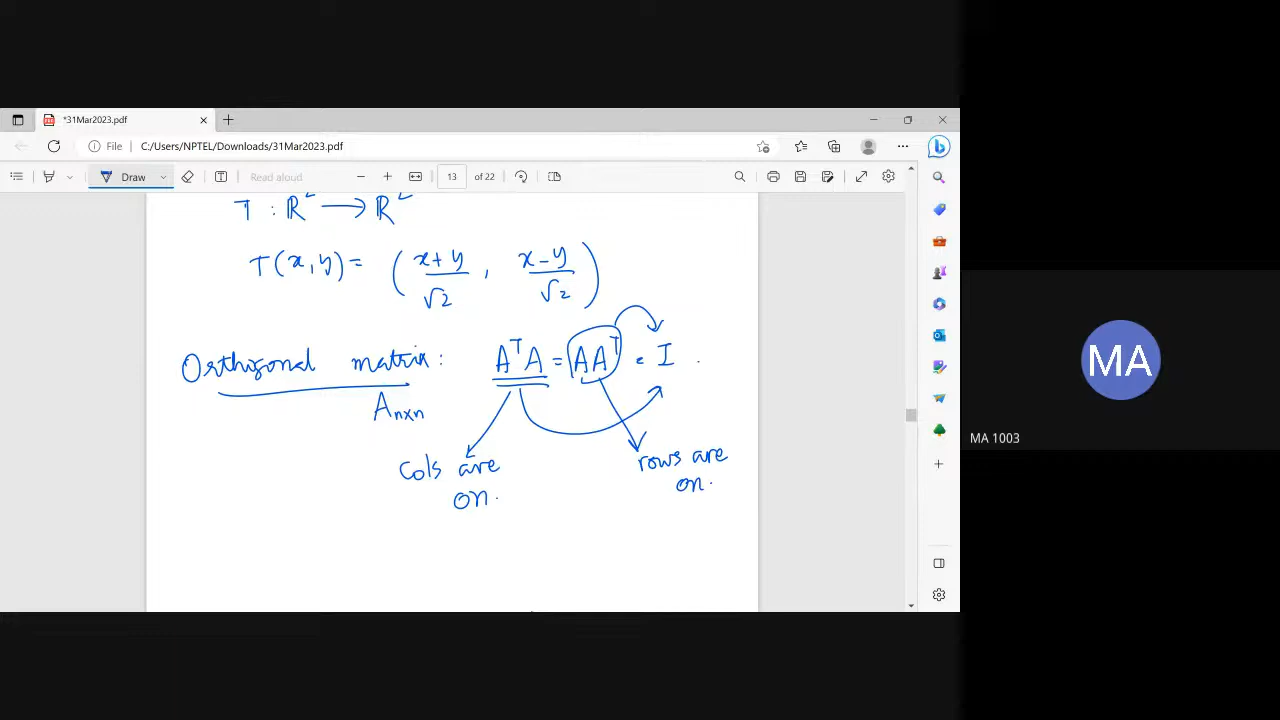 *31Mar2023.pdf
File C:/Users/NPTEL/Downloads/31Mar2023.pdf
Draw Read aloud 13 of 22
T : ℝ² ⟶ ℝ²
T(x,y) = ( x+y/√2 , x-y/√2 )
Orthogonal matrix: AᵀA = AAᵀ = I .
Aₙₓₙ
cols are rows are
on. on.
MA
MA 1003